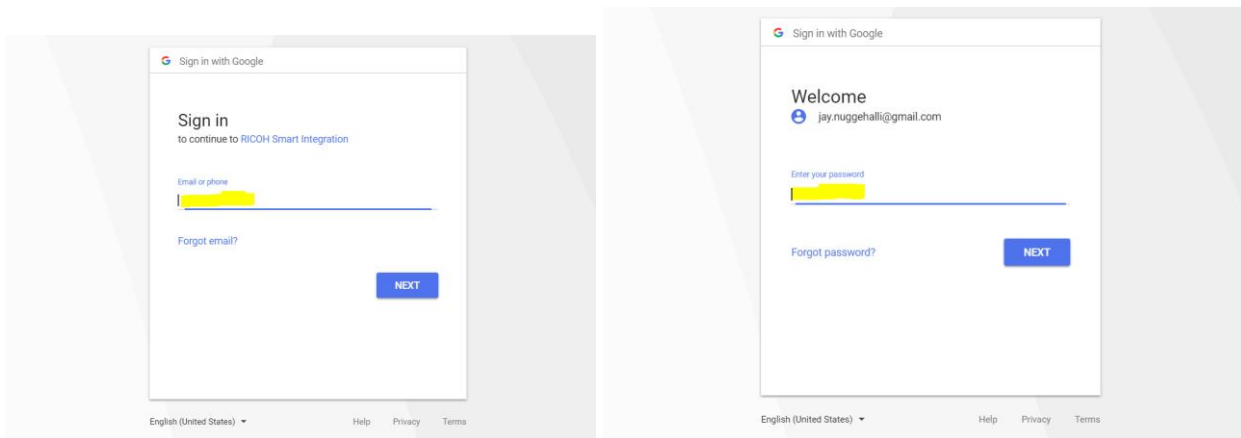 Sign in with Google
Sign in
to continue to RICOH Smart Integration
Email or phone
Forgot email?
NEXT
English (United States)
Help Privacy Terms
Sign in with Google
Welcome
jay.nuggehalli@gmail.com
Enter your password
Forgot password?
NEXT
English (United States)
Help Privacy Terms